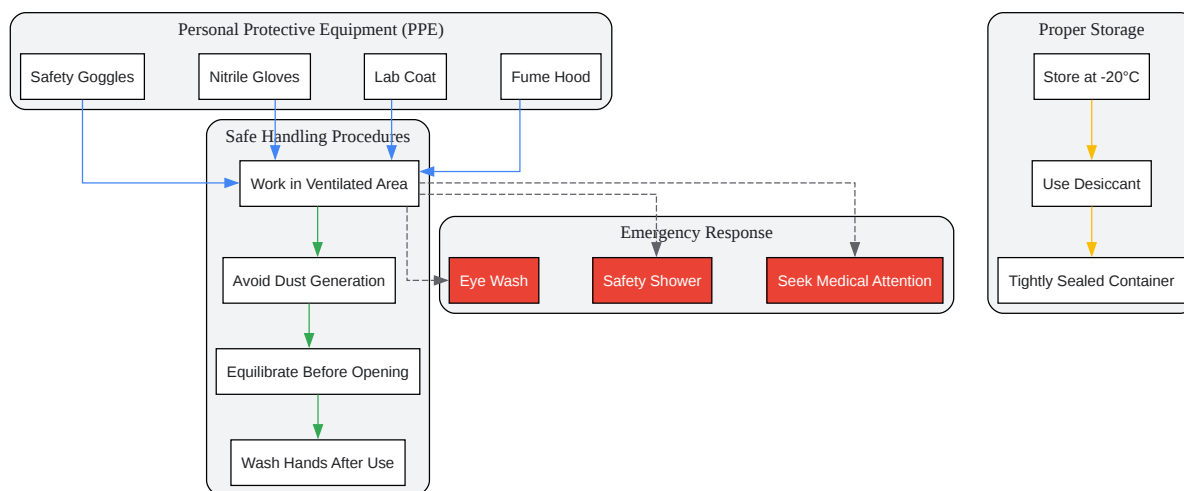 Personal Protective Equipment (PPE)
Safety Goggles
Nitrile Gloves
Lab Coat
Fume Hood
Proper Storage
Store at -20°C
Use Desiccant
Tightly Sealed Container
Safe Handling Procedures
Work in Ventilated Area
Avoid Dust Generation
Equilibrate Before Opening
Wash Hands After Use
Emergency Response
Eye Wash
Safety Shower
Seek Medical Attention